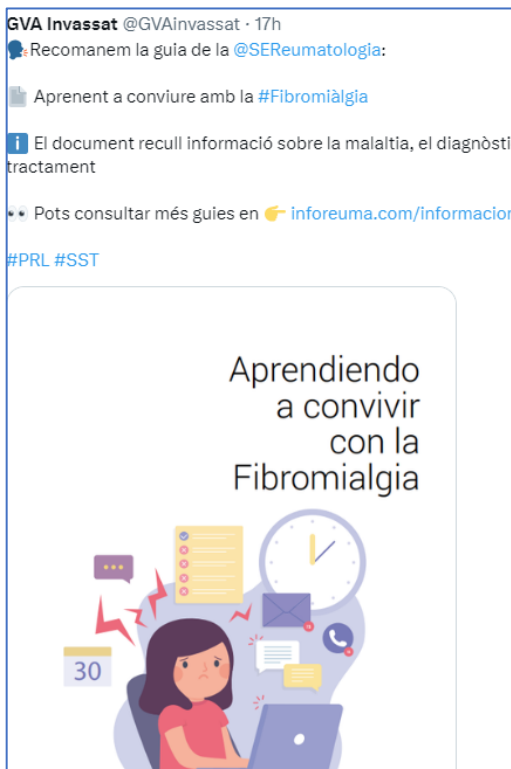 GVA Invassat @GVAinvassat · 17h
🗣️Recomanem la guia de la @SEReumatologia:
📄 Aprenent a conviure amb la #Fibromiàlgia
ℹ️ El document recull informació sobre la malaltia, el diagnòsti
tractament
👀 Pots consultar més guies en 👉 inforeuma.com/informacion
#PRL #SST
Aprendiendo
a convivir
con la
Fibromialgia
30